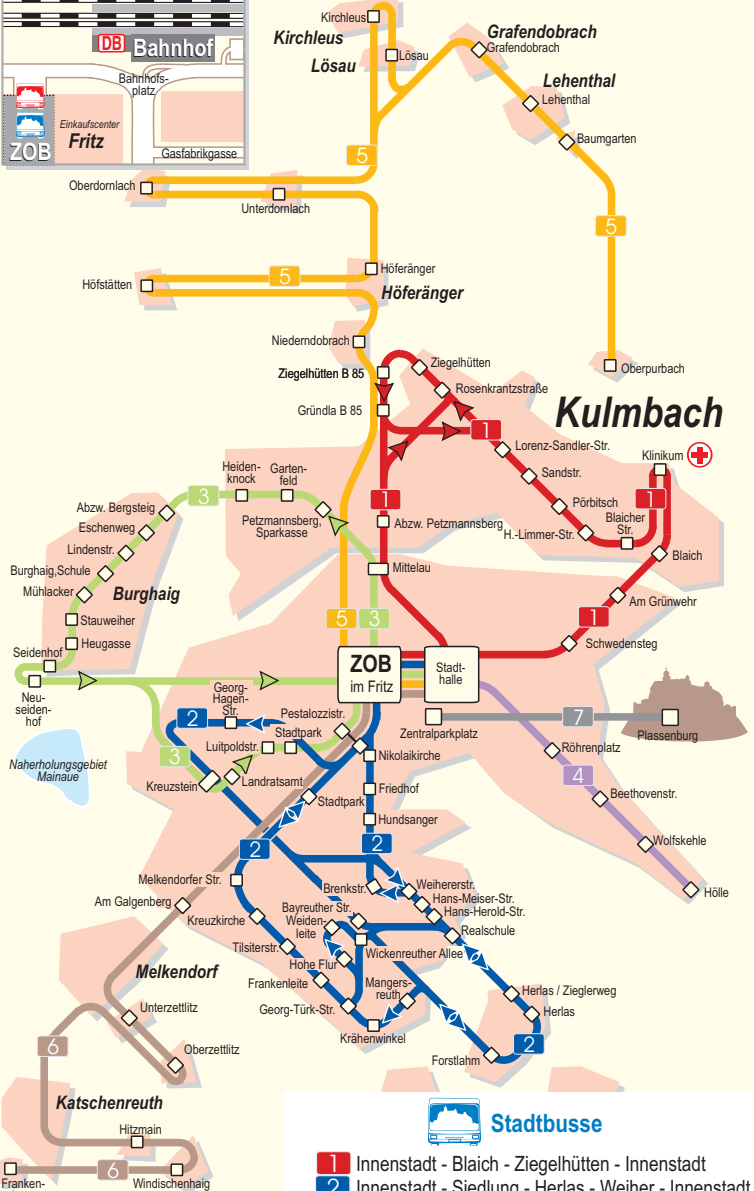 DB Bahnhof
Bahnhofs-
platz
Einkaufscenter
Fritz
ZOB
Gasfabrikgasse
Kirchleus
Kirchleus
Lösau
Lösau
Grafendobrach
Grafendobrach
Lehenthal
Lehenthal
Baumgarten
5
Oberdornlach
Unterdornlach
5
Höferänger
5
Höfstätten
Höferänger
Niederndobrach
Oberpurbach
Ziegelhütten B 85
Ziegelhütten
Rosenkrantzstraße
Gründla B 85
Kulmbach
1
Lorenz-Sandler-Str.
Klinikum
Heiden-
knock
Garten-
feld
Sandstr.
3
1
1
Abzw. Bergsteig
Petzmannsberg,
Sparkasse
Abzw. Petzmannsberg
Pörbitsch
Blaicher
Str.
H.-Limmer-Str.
Eschenweg
Lindenstr.
Blaich
Burghaig,Schule
Mittelau
Mühlacker
Burghaig
Am Grünwehr
Stauweiher
5
3
1
Heugasse
Schwedensteg
Seidenhof
ZOB
im Fritz
Stadt-
halle
Neu-
seiden-
hof
Georg-
Hagen-
Str.
2
Pestalozzistr.
Zentralparkplatz
7
Plassenburg
Luitpoldstr.
Stadtpark
Nikolaikirche
Röhrenplatz
3
Naherholungsgebiet
Mainaue
Kreuzstein
Landratsamt
4
Friedhof
Stadtpark
Beethovenstr.
Hundsanger
2
2
Wolfskehle
Melkendorfer Str.
Brenkstr.
Weihererstr.
Hölle
Am Galgenberg
Hans-Meiser-Str.
Bayreuther Str.
Hans-Herold-Str.
Kreuzkirche
Weiden-
leite
Realschule
Tilsiterstr.
Wickenreuther Allee
Hohe Flur
Melkendorf
Frankenleite
Mangers-
reuth
Herlas / Zieglerweg
Georg-Türk-Str.
Herlas
Unterzettlitz
Krähenwinkel
2
6
Oberzettlitz
Forstlahm
Katschenreuth
Hitzmain
6
Franken-
Windischenhaig
Stadtbusse
1 Innenstadt - Blaich - Ziegelhütten - Innenstadt
2 Innenstadt - Siedlung - Herlas - Weiher - Innenstadt